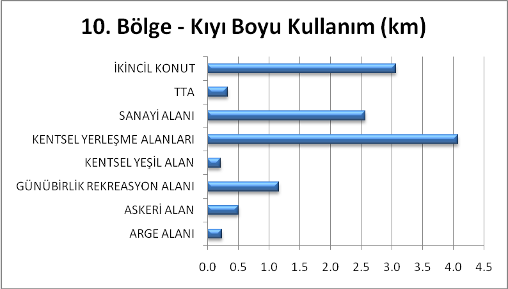 10. Bölge - Kıyı Boyu Kullanım (km)
İKİNCİL KONUT
TTA
SANAYİ ALANI
KENTSEL YERLEŞME ALANLARI
KENTSEL YEŞİL ALAN
GÜNÜBİRLİK REKREASYON ALANI
ASKERİ ALAN
ARGE ALANI
0.0 0.5 1.0 1.5 2.0 2.5 3.0 3.5 4.0 4.5